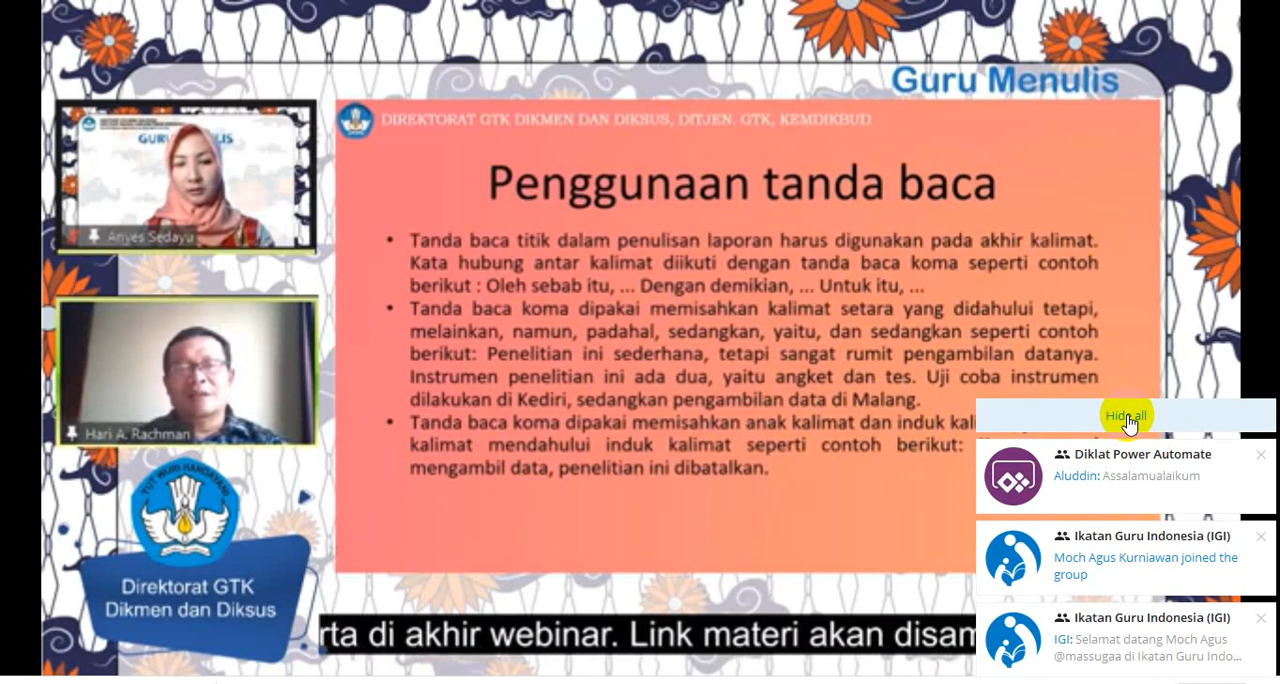 Guru Menulis
DIREKTORAT GTK DIKMEN DAN DIKSUS, DITJEN. GTK, KEMDIKBUD
Penggunaan tanda baca
• Tanda baca titik dalam penulisan laporan harus digunakan pada akhir kalimat.
Kata hubung antar kalimat diikuti dengan tanda baca koma seperti contoh
berikut : Oleh sebab itu, ... Dengan demikian, ... Untuk itu, ...
• Tanda baca koma dipakai memisahkan kalimat setara yang didahului tetapi,
melainkan, namun, padahal, sedangkan, yaitu, dan sedangkan seperti contoh
berikut: Penelitian ini sederhana, tetapi sangat rumit pengambilan datanya.
Instrumen penelitian ini ada dua, yaitu angket dan tes. Uji coba instrumen
dilakukan di Kediri, sedangkan pengambilan data di Malang.
• Tanda baca koma dipakai memisahkan anak kalimat dan induk kali
kalimat mendahului induk kalimat seperti contoh berikut:
mengambil data, penelitian ini dibatalkan.
Anyes Sedayu
Hari A. Rachman
TUT WURI HANDAYANI
Direktorat GTK
Dikmen dan Diksus
rta di akhir webinar. Link materi akan disam
Hide all
Diklat Power Automate
Aluddin: Assalamualaikum
Ikatan Guru Indonesia (IGI)
Moch Agus Kurniawan joined the
group
Ikatan Guru Indonesia (IGI)
IGI: Selamat datang Moch Agus
@massugaa di Ikatan Guru Indo...